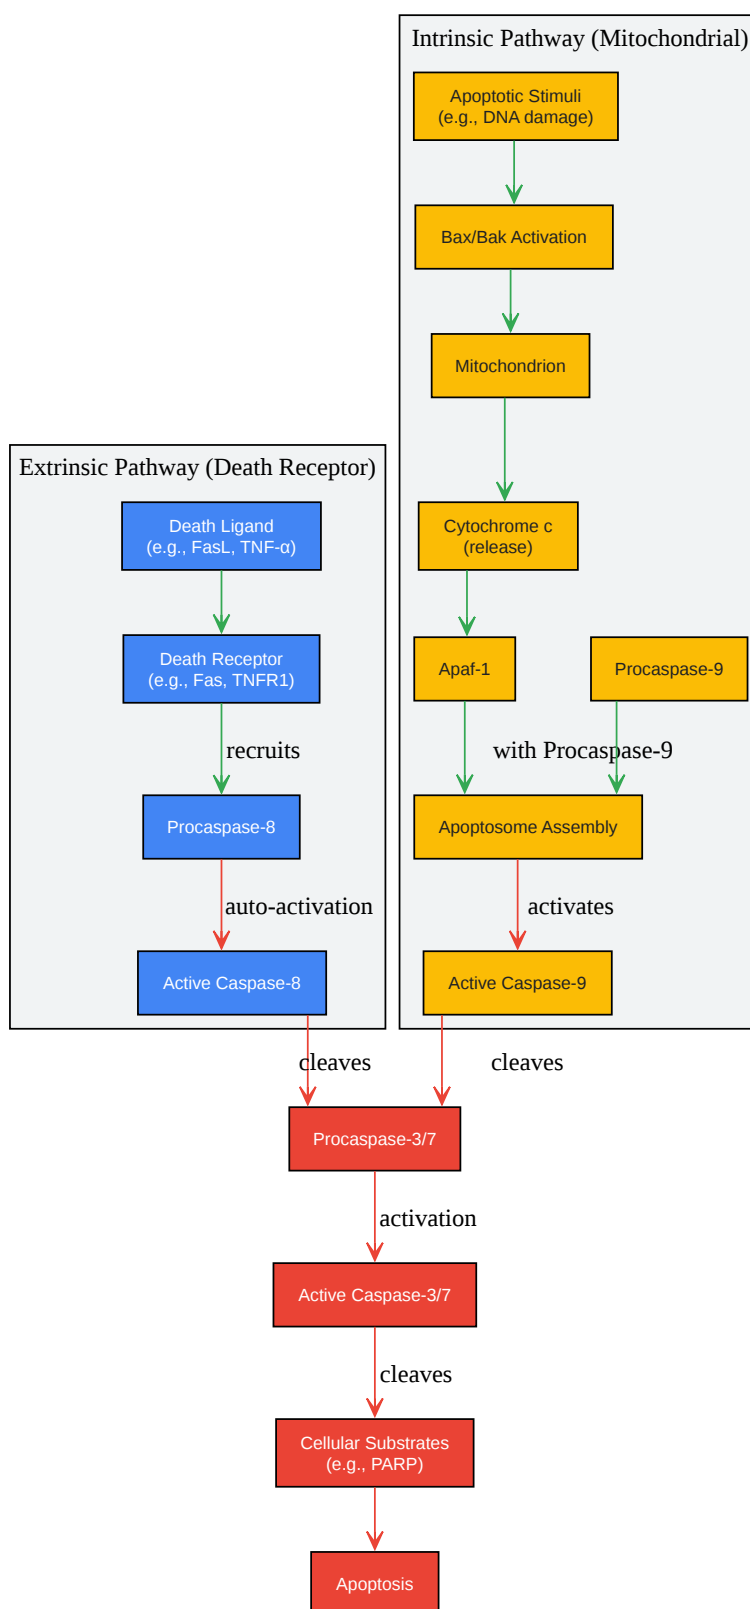 Intrinsic Pathway (Mitochondrial)
Apoptotic Stimuli
(e.g., DNA damage)
Bax/Bak Activation
Mitochondrion
Extrinsic Pathway (Death Receptor)
Death Ligand
(e.g., FasL, TNF-α)
Cytochrome c
(release)
Death Receptor
(e.g., Fas, TNFR1)
Apaf-1
Procaspase-9
recruits
with Procaspase-9
Procaspase-8
Apoptosome Assembly
auto-activation
activates
Active Caspase-8
Active Caspase-9
cleaves
cleaves
Procaspase-3/7
activation
Active Caspase-3/7
cleaves
Cellular Substrates
(e.g., PARP)
Apoptosis